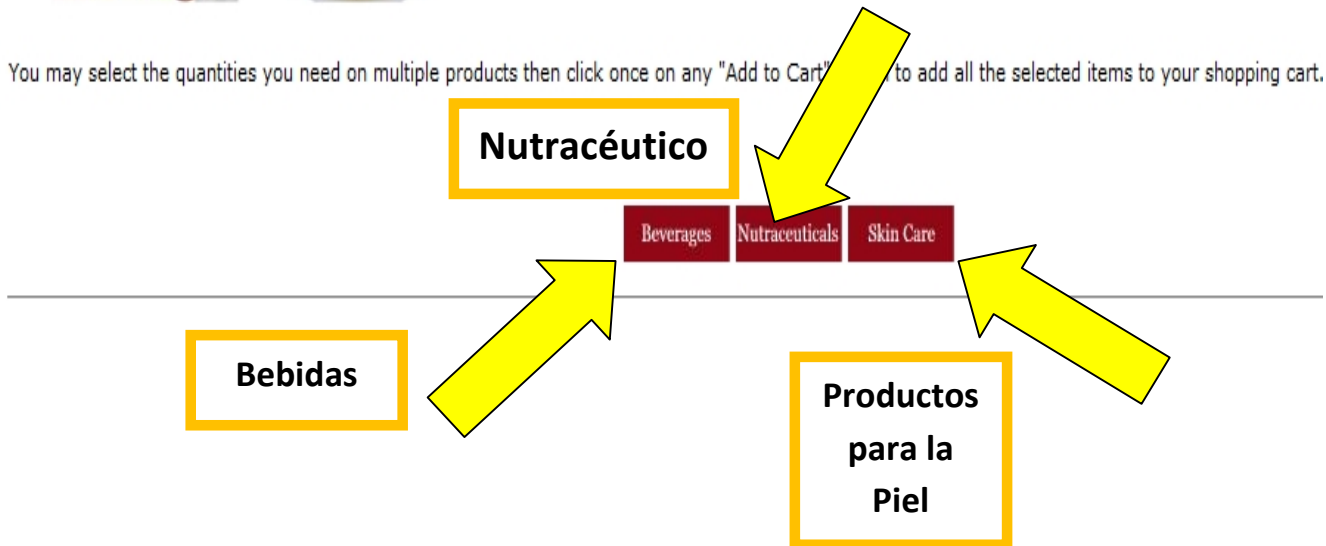 You may select the quantities you need on multiple products then click once on any "Add to Cart" to add all the selected items to your shopping cart.
Nutracéutico
Beverages Nutraceuticals Skin Care
Bebidas
Productos
para la
Piel